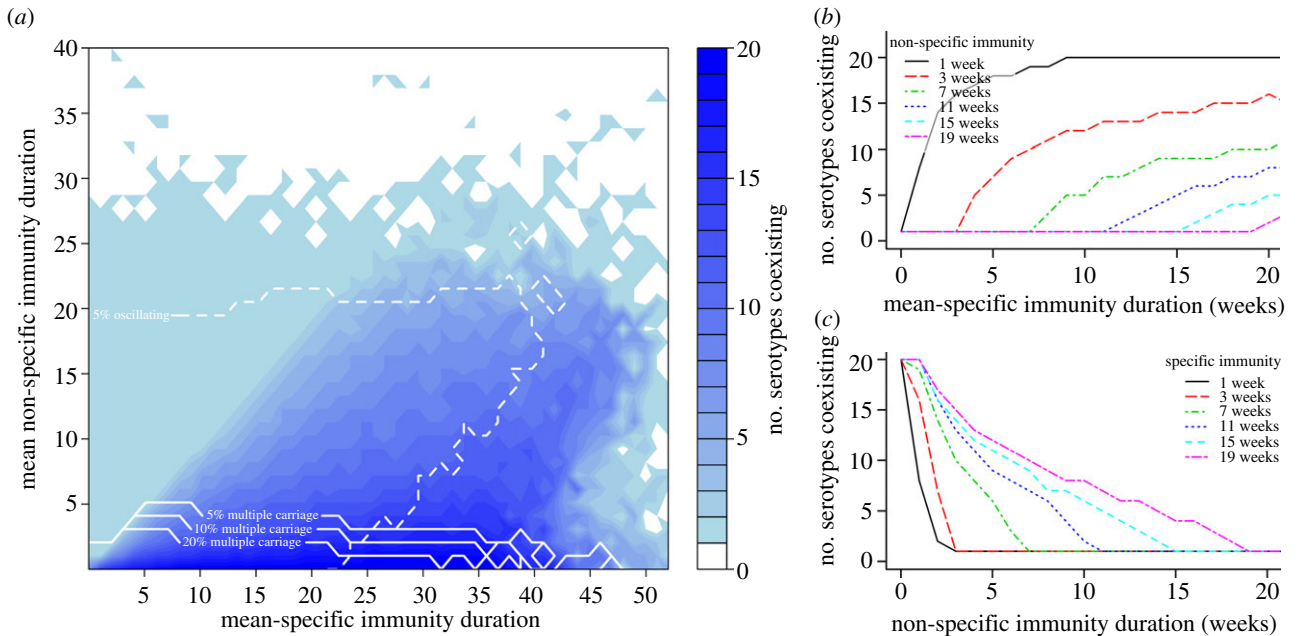 (a)
40
35
30
25
20
15
10
5
0
mean non-specific immunity duration
5% oscillating
5% multiple carriage
10% multiple carriage
20% multiple carriage
5 10 15 20 25 30 35 40 45 50
mean-specific immunity duration
20
15
10
5
0
no. serotypes coexisting
(b)
no. serotypes coexisting
20
15
10
5
0
non-specific immunity
1 week
3 weeks
7 weeks
11 weeks
15 weeks
19 weeks
0 5 10 15 20
mean-specific immunity duration (weeks)
(c)
no. serotypes coexisting
20
15
10
5
0
specific immunity
1 week
3 weeks
7 weeks
11 weeks
15 weeks
19 weeks
0 5 10 15 20
non-specific immunity duration (weeks)